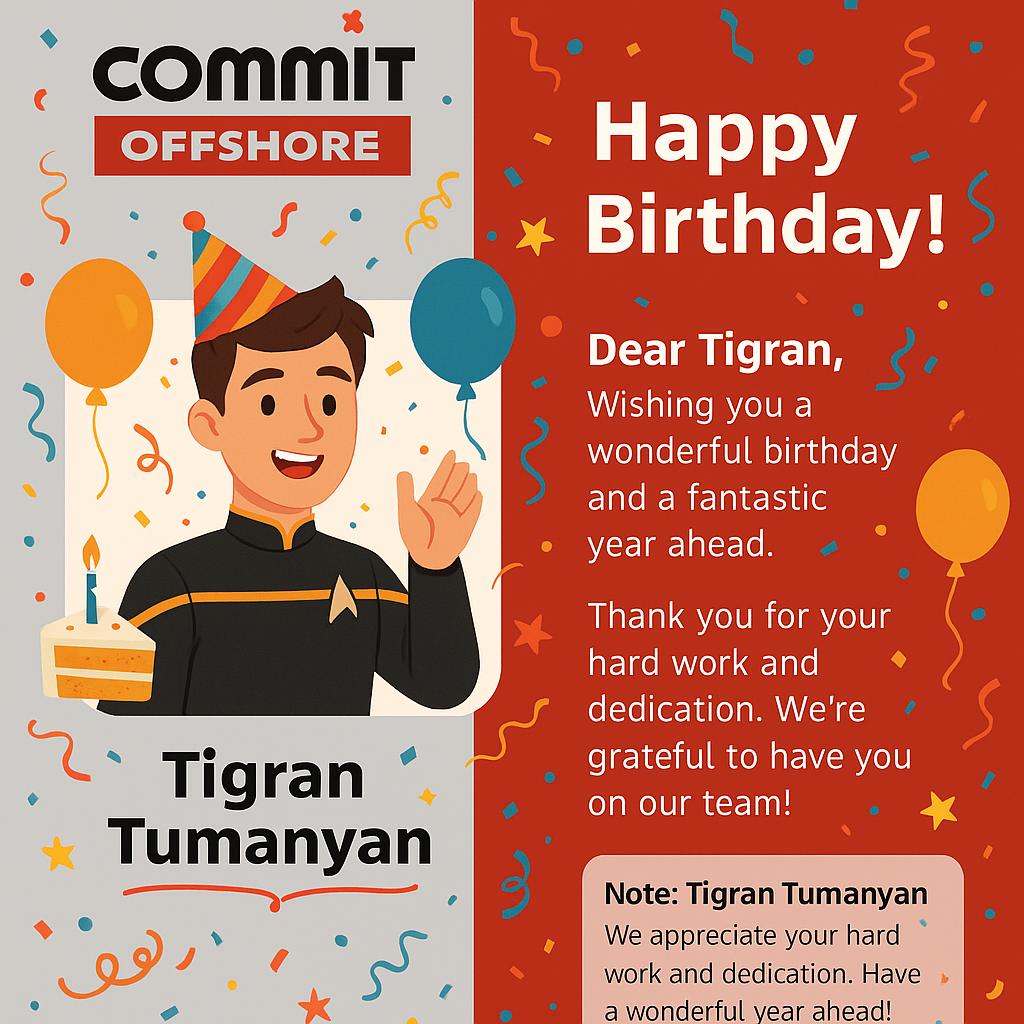 COMMIT
OFFSHORE
Tigran
Tumanyan
Happy
Birthday!
Dear Tigran,
Wishing you a
wonderful birthday
and a fantastic
year ahead.
Thank you for your
hard work and
dedication. We're
grateful to have you
on our team!
Note: Tigran Tumanyan
We appreciate your hard
work and dedication. Have
a wonderful year ahead!